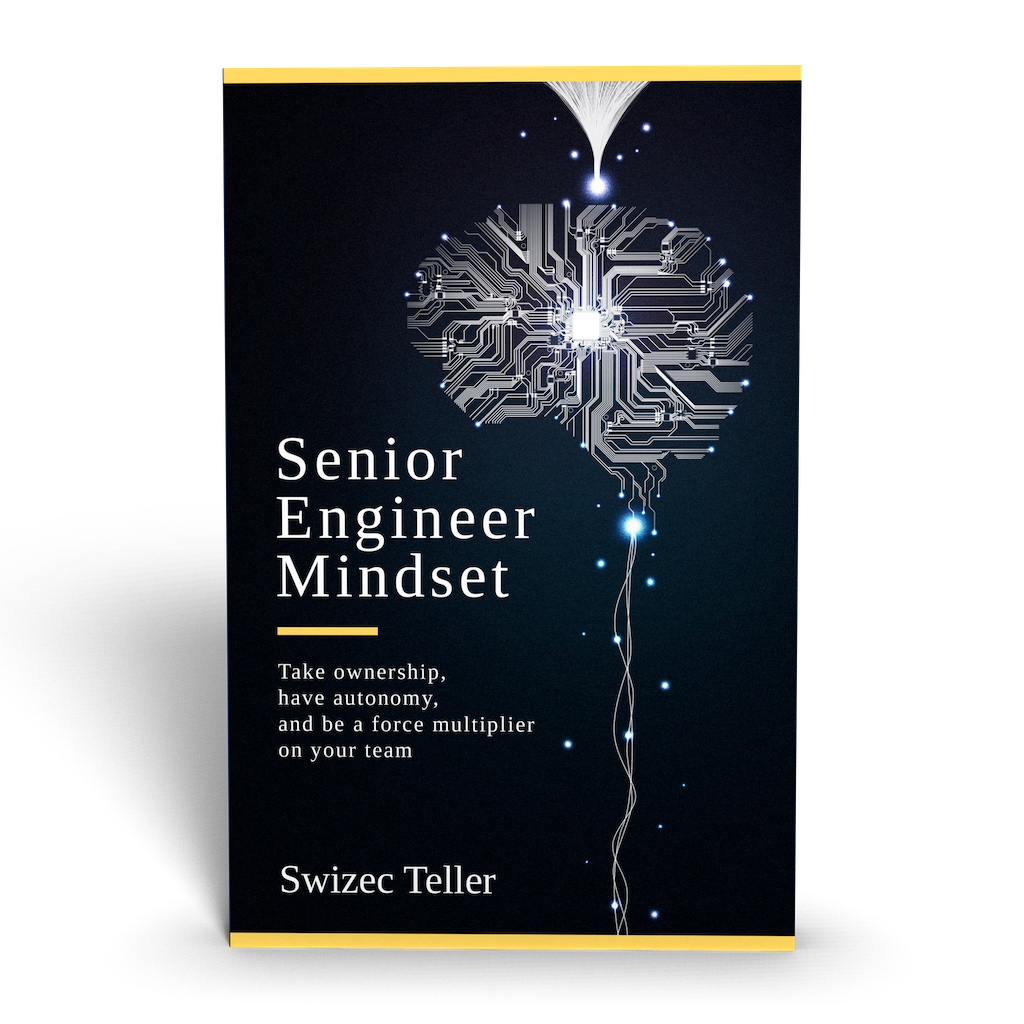 Senior
Engineer
Mindset
Take ownership,
have autonomy,
and be a force multiplier
on your team
Swizec Teller